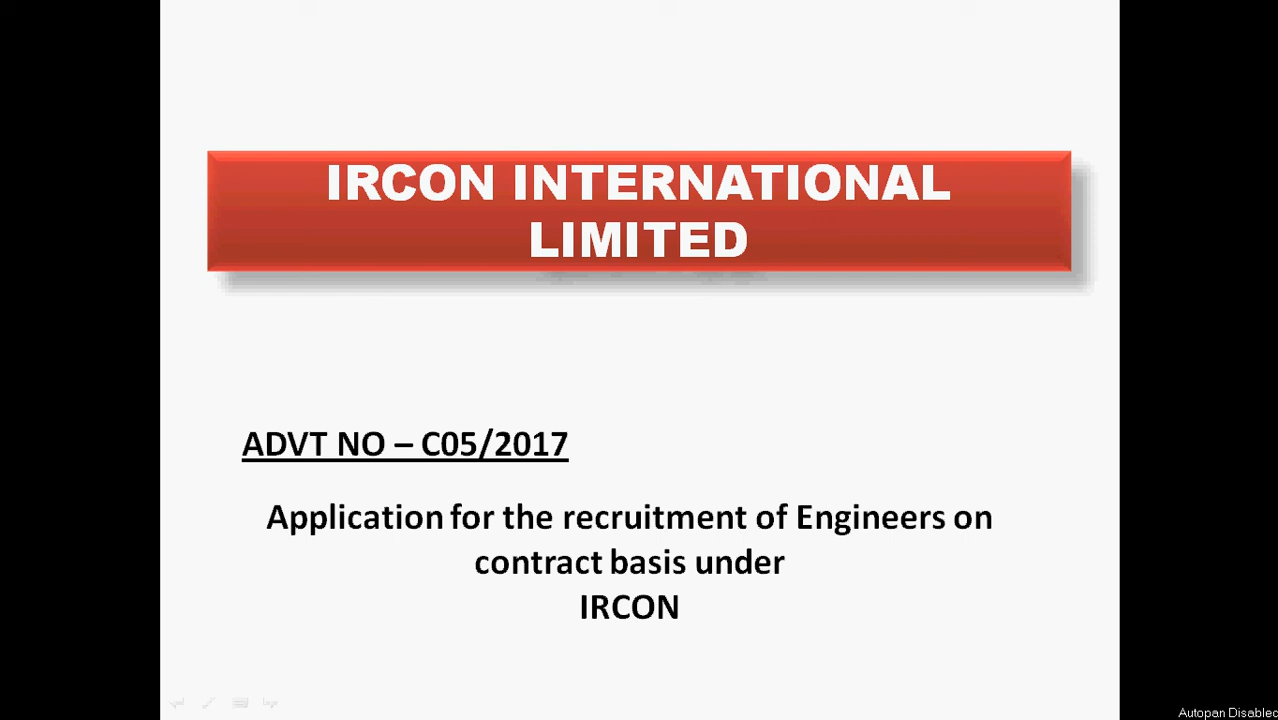 IRCON INTERNATIONAL
LIMITED
ADVT NO – C05/2017
Application for the recruitment of Engineers on
contract basis under
IRCON
Autopan Disabled